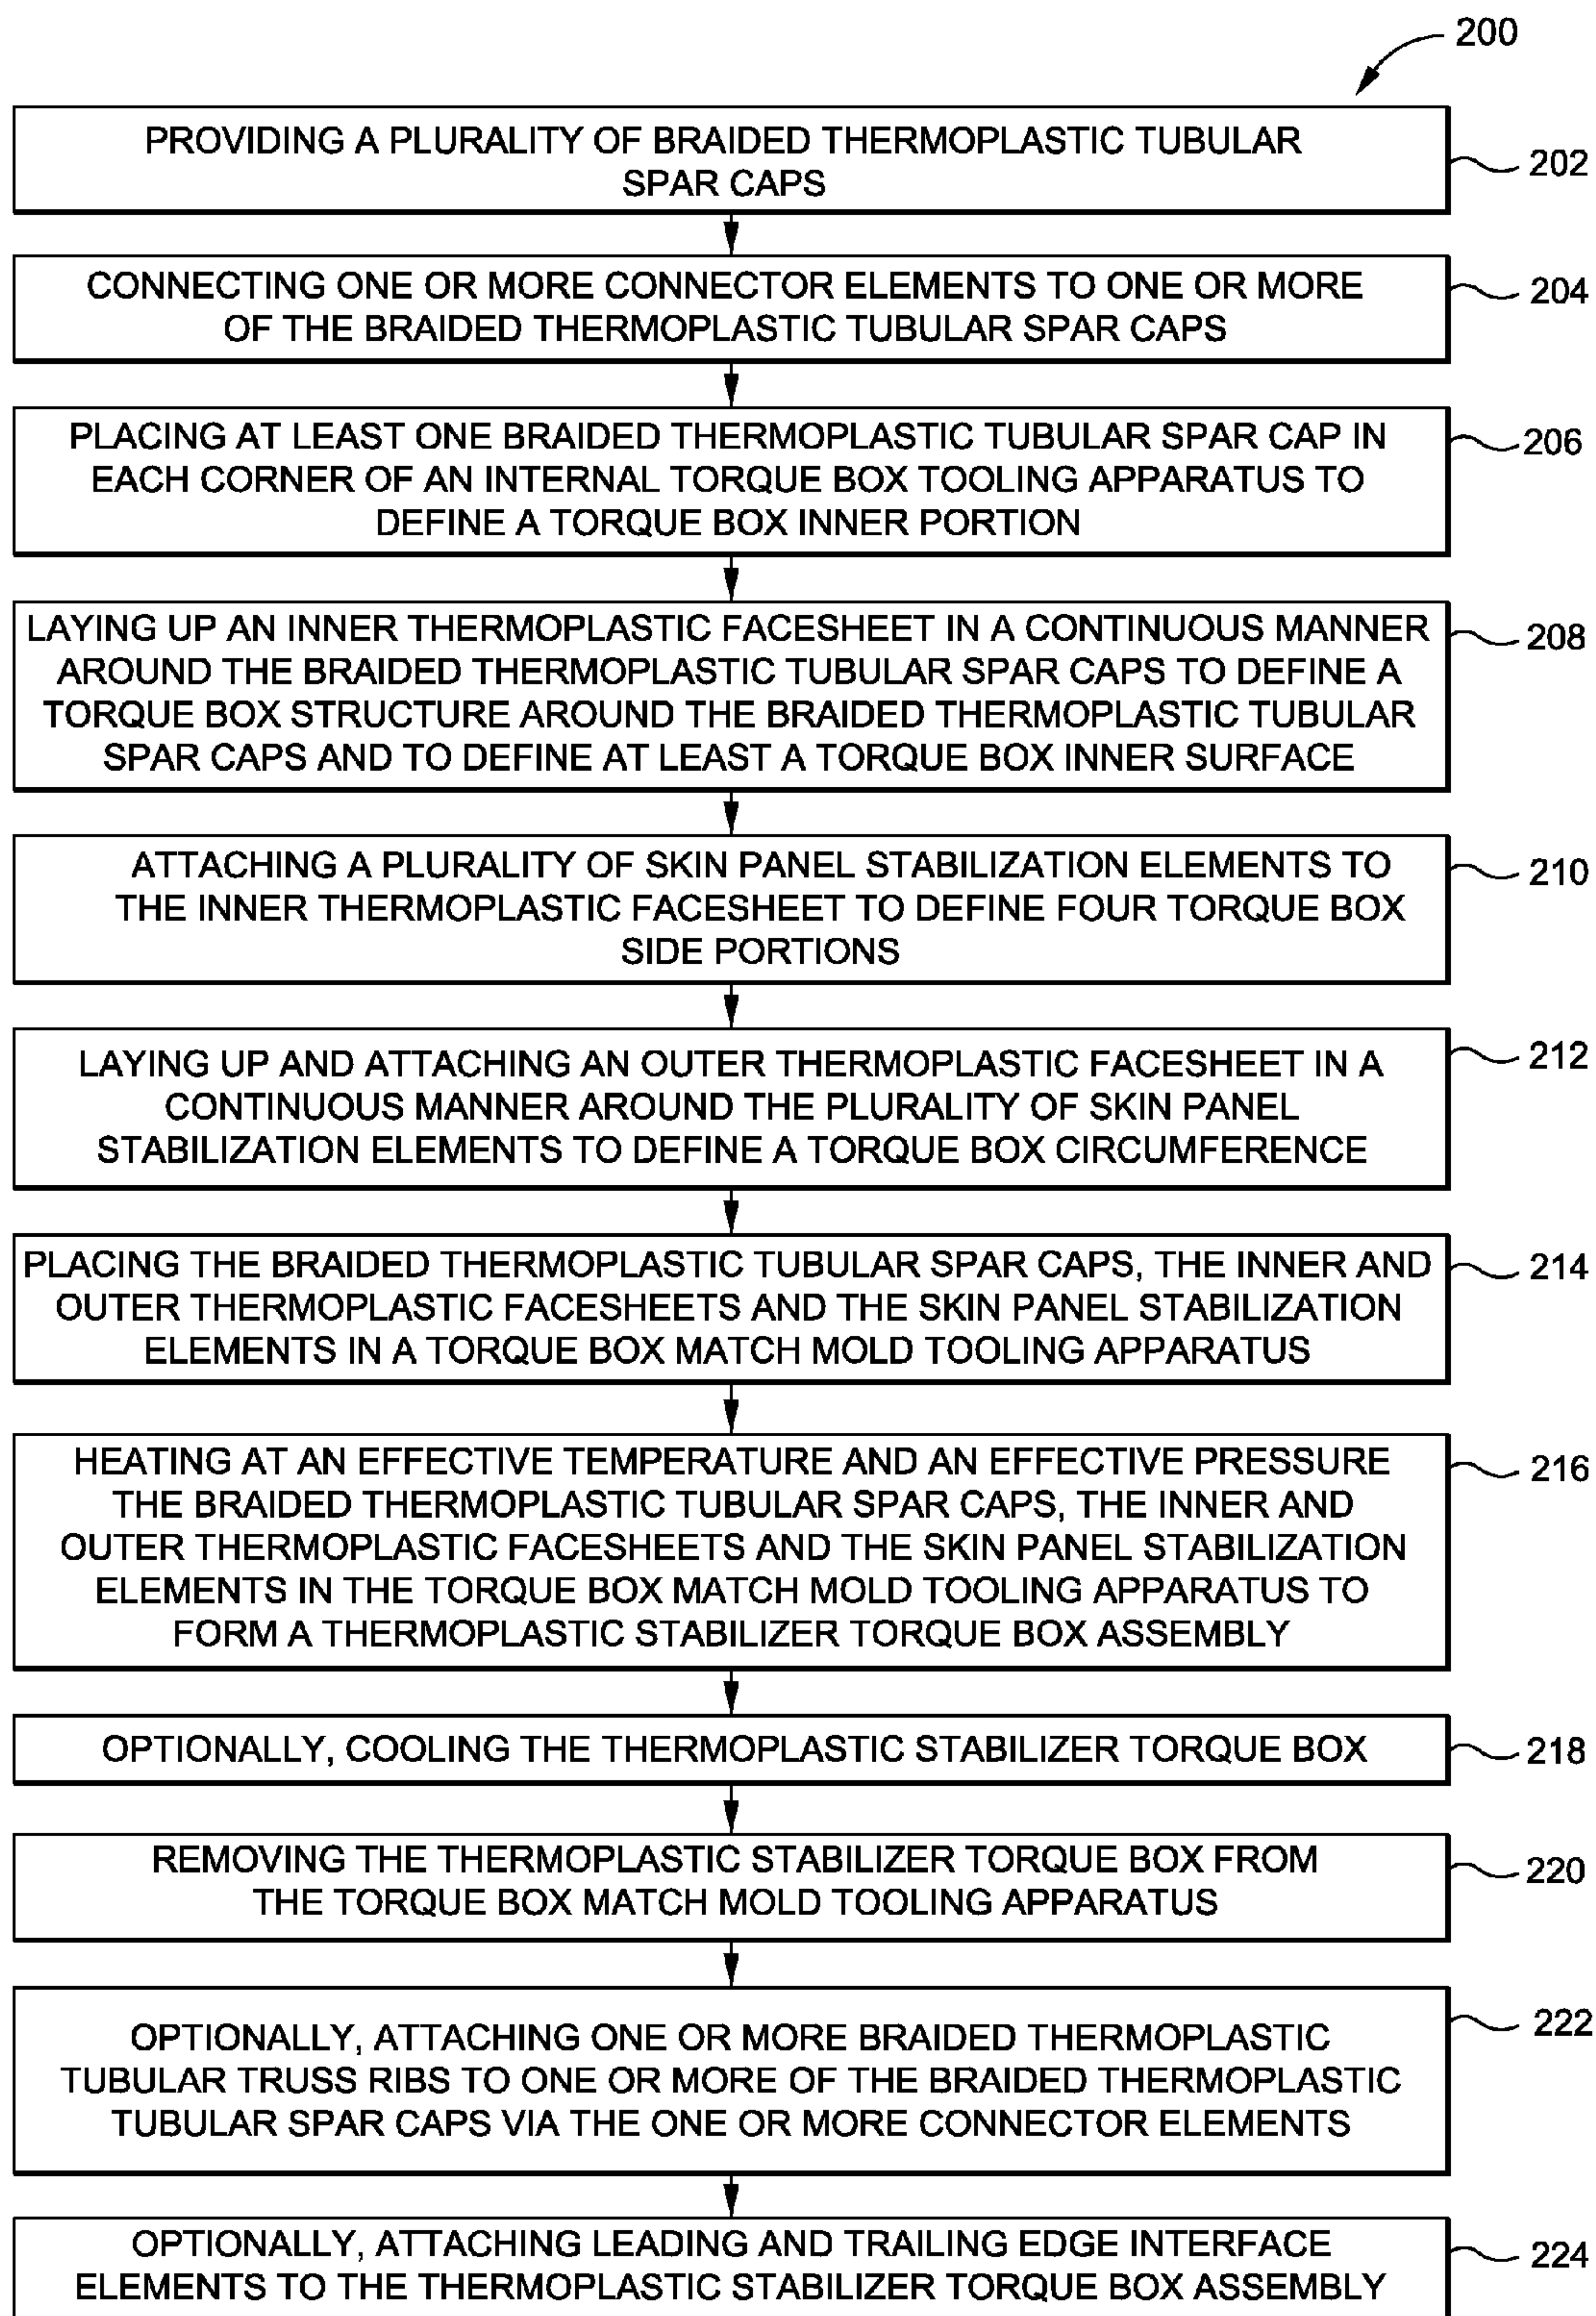 200
PROVIDING A PLURALITY OF BRAIDED THERMOPLASTIC TUBULAR
SPAR CAPS
202
CONNECTING ONE OR MORE CONNECTOR ELEMENTS TO ONE OR MORE
OF THE BRAIDED THERMOPLASTIC TUBULAR SPAR CAPS
204
PLACING AT LEAST ONE BRAIDED THERMOPLASTIC TUBULAR SPAR CAP IN
EACH CORNER OF AN INTERNAL TORQUE BOX TOOLING APPARATUS TO
DEFINE A TORQUE BOX INNER PORTION
206
LAYING UP AN INNER THERMOPLASTIC FACESHEET IN A CONTINUOUS MANNER
AROUND THE BRAIDED THERMOPLASTIC TUBULAR SPAR CAPS TO DEFINE A
TORQUE BOX STRUCTURE AROUND THE BRAIDED THERMOPLASTIC TUBULAR
SPAR CAPS AND TO DEFINE AT LEAST A TORQUE BOX INNER SURFACE
208
ATTACHING A PLURALITY OF SKIN PANEL STABILIZATION ELEMENTS TO
THE INNER THERMOPLASTIC FACESHEET TO DEFINE FOUR TORQUE BOX
SIDE PORTIONS
210
LAYING UP AND ATTACHING AN OUTER THERMOPLASTIC FACESHEET IN A
CONTINUOUS MANNER AROUND THE PLURALITY OF SKIN PANEL
STABILIZATION ELEMENTS TO DEFINE A TORQUE BOX CIRCUMFERENCE
212
PLACING THE BRAIDED THERMOPLASTIC TUBULAR SPAR CAPS, THE INNER AND
OUTER THERMOPLASTIC FACESHEETS AND THE SKIN PANEL STABILIZATION
ELEMENTS IN A TORQUE BOX MATCH MOLD TOOLING APPARATUS
214
HEATING AT AN EFFECTIVE TEMPERATURE AND AN EFFECTIVE PRESSURE
THE BRAIDED THERMOPLASTIC TUBULAR SPAR CAPS, THE INNER AND
OUTER THERMOPLASTIC FACESHEETS AND THE SKIN PANEL STABILIZATION
ELEMENTS IN THE TORQUE BOX MATCH MOLD TOOLING APPARATUS TO
FORM A THERMOPLASTIC STABILIZER TORQUE BOX ASSEMBLY
216
OPTIONALLY, COOLING THE THERMOPLASTIC STABILIZER TORQUE BOX
218
REMOVING THE THERMOPLASTIC STABILIZER TORQUE BOX FROM
THE TORQUE BOX MATCH MOLD TOOLING APPARATUS
220
OPTIONALLY, ATTACHING ONE OR MORE BRAIDED THERMOPLASTIC
TUBULAR TRUSS RIBS TO ONE OR MORE OF THE BRAIDED THERMOPLASTIC
TUBULAR SPAR CAPS VIA THE ONE OR MORE CONNECTOR ELEMENTS
222
OPTIONALLY, ATTACHING LEADING AND TRAILING EDGE INTERFACE
ELEMENTS TO THE THERMOPLASTIC STABILIZER TORQUE BOX ASSEMBLY
224